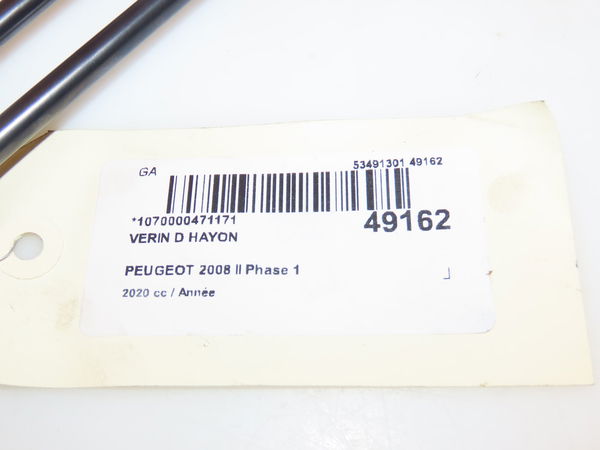 GA 53491301 49162
*1070000471171 49162
VERIN D HAYON
PEUGEOT 2008 II Phase 1
2020 cc / Année